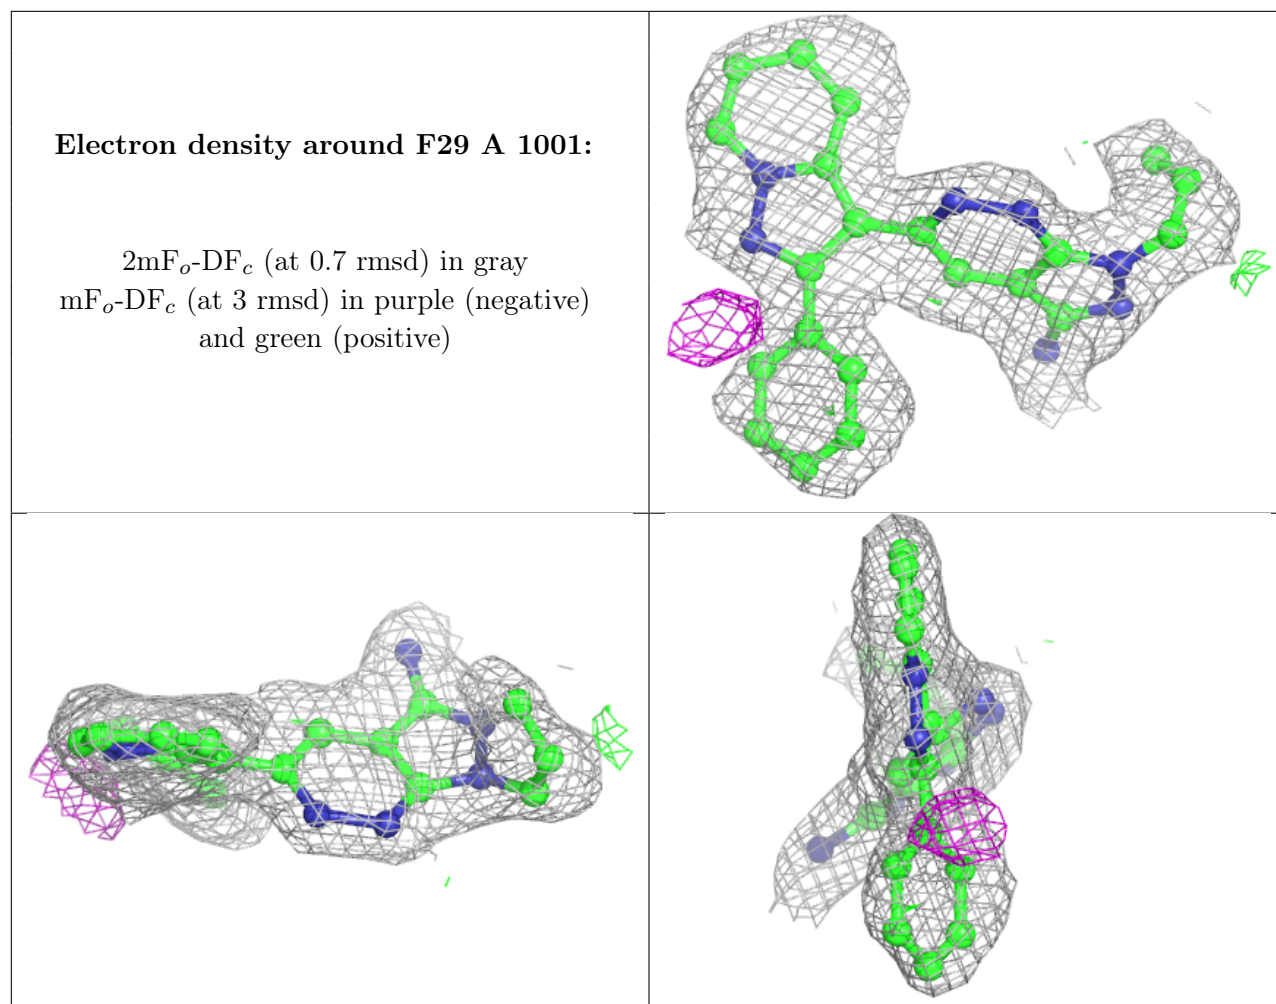 Electron density around F29 A 1001:
2mFo-DFc (at 0.7 rmsd) in gray
mFo-DFc (at 3 rmsd) in purple (negative)
and green (positive)